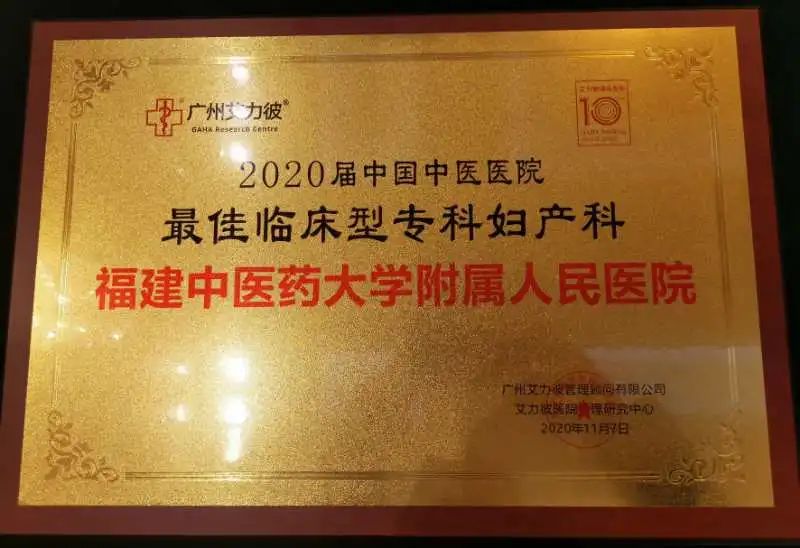 广州艾力彼®
GAHA Research Centre
10
2020届中国中医医院
最佳临床型专科妇产科
福建中医药大学附属人民医院
广州艾力彼管理顾问有限公司
艾力彼医院管理研究中心
2020年11月7日